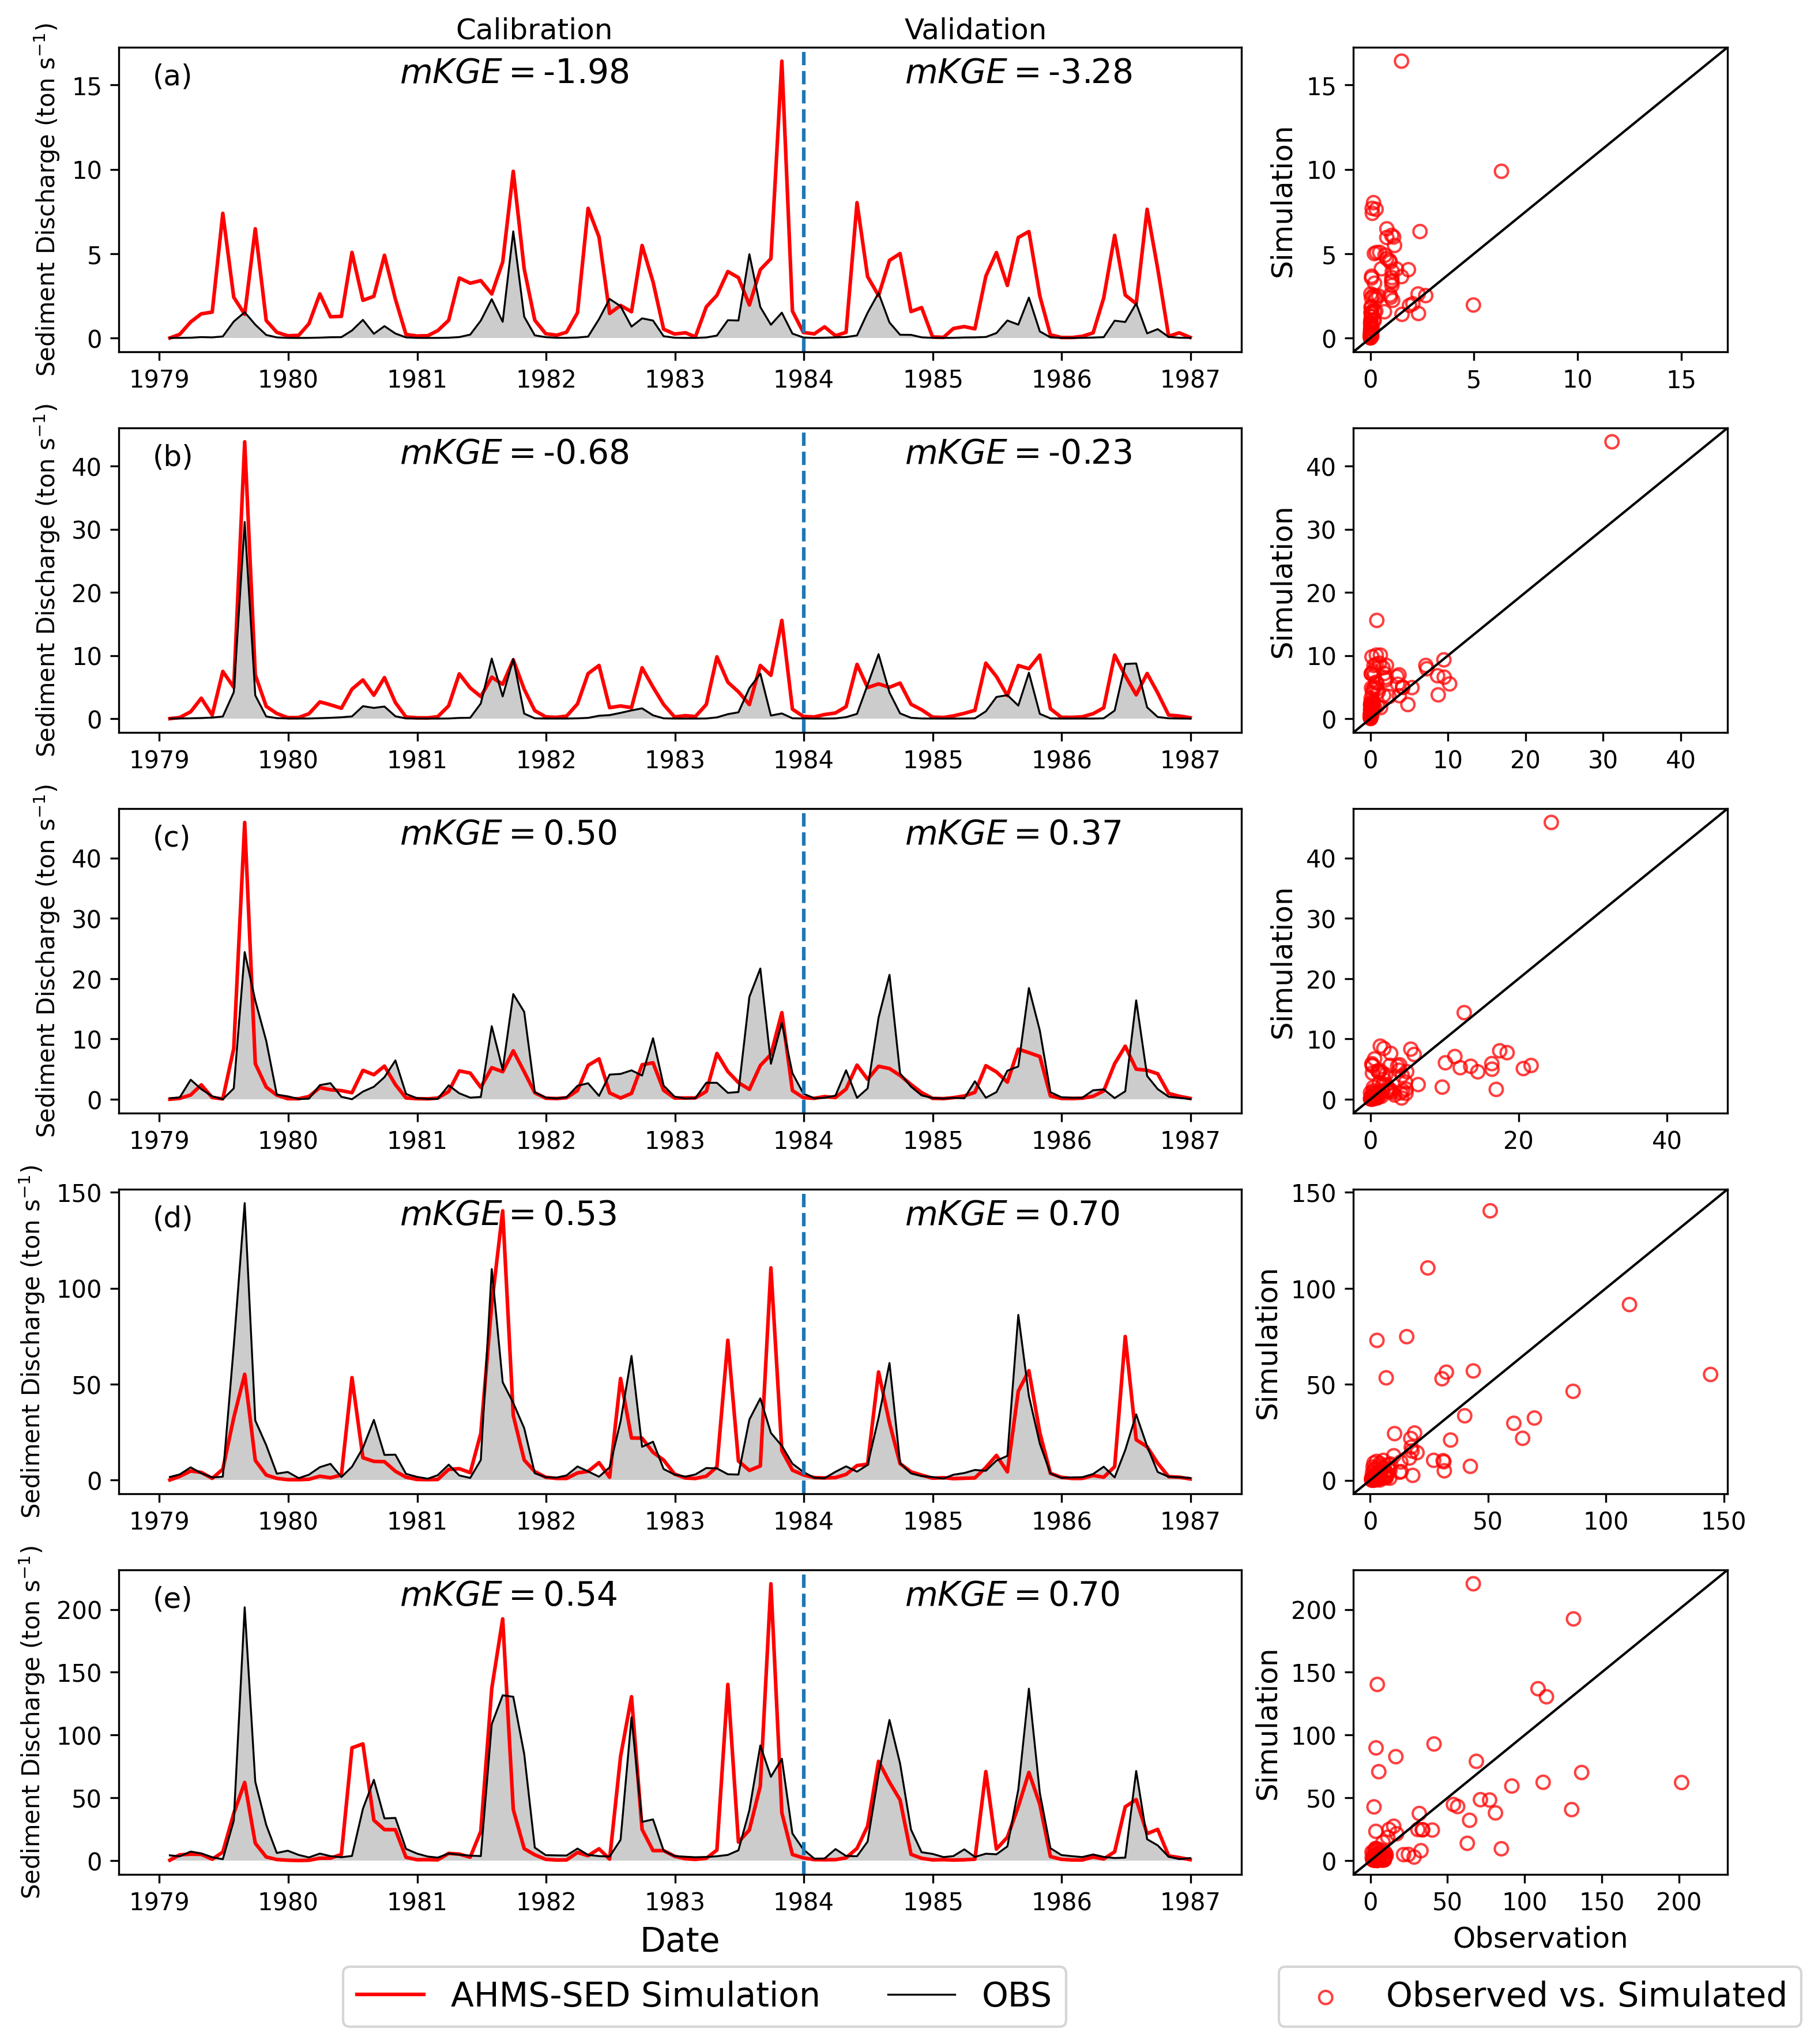 Calibration Validation
(a) mKGE = -1.98 mKGE = -3.28
Sediment Discharge (ton s⁻¹)
15
10
5
0
1979 1980 1981 1982 1983 1984 1985 1986 1987
Simulation
15
10
5
0
0 5 10 15
(b) mKGE = -0.68 mKGE = -0.23
Sediment Discharge (ton s⁻¹)
40
30
20
10
0
1979 1980 1981 1982 1983 1984 1985 1986 1987
Simulation
40
30
20
10
0
0 10 20 30 40
(c) mKGE = 0.50 mKGE = 0.37
Sediment Discharge (ton s⁻¹)
40
30
20
10
0
1979 1980 1981 1982 1983 1984 1985 1986 1987
Simulation
40
30
20
10
0
0 20 40
(d) mKGE = 0.53 mKGE = 0.70
Sediment Discharge (ton s⁻¹)
150
100
50
0
1979 1980 1981 1982 1983 1984 1985 1986 1987
Simulation
150
100
50
0
0 50 100 150
(e) mKGE = 0.54 mKGE = 0.70
Sediment Discharge (ton s⁻¹)
200
150
100
50
0
1979 1980 1981 1982 1983 1984 1985 1986 1987
Date
Simulation
200
150
100
50
0
0 50 100 150 200
Observation
AHMS-SED Simulation OBS
Observed vs. Simulated